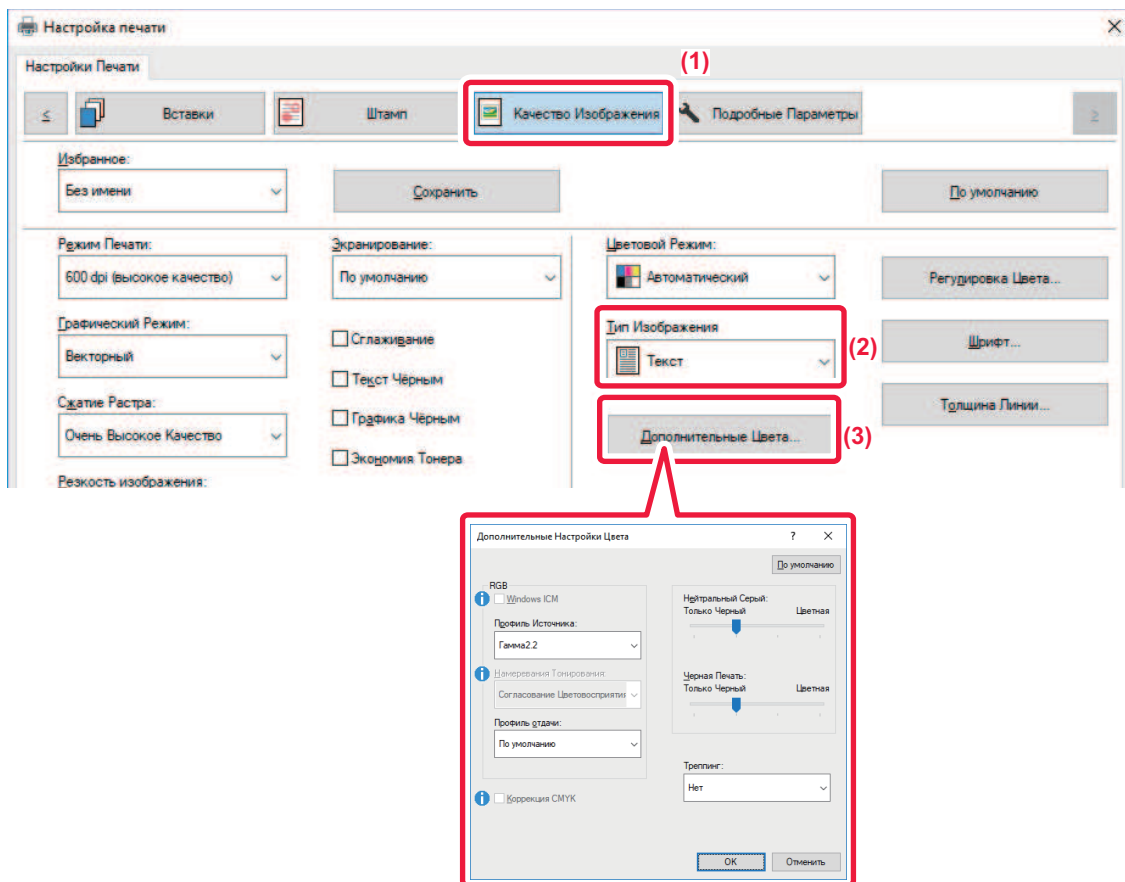 Настройка печати
Настройки Печати
(1)
≤ Вставки Штамп Качество Изображения Подробные Параметры ≥
Избранное:
Без имени Сохранить По умолчанию
Режим Печати: Экранирование: Цветовой Режим:
600 dpi (высокое качество) По умолчанию Автоматический Регулировка Цвета...
Графический Режим: Сглаживание Тип Изображения
Векторный Текст (2) Шрифт...
Текст Чёрным
Сжатие Растра: Толщина Линии...
Очень Высокое Качество Графика Чёрным Дополнительные Цвета... (3)
Экономия Тонера
Резкость изображения:
Дополнительные Настройки Цвета ?
По умолчанию
RGB
Windows ICM
Нейтральный Серый:
Только Черный Цветная
Профиль Источника:
Гамма2.2
Намеревания Тонирования:
Согласование Цветовосприятия
Черная Печать:
Только Черный Цветная
Профиль отдачи:
По умолчанию
Треппинг:
Нет
Коррекция CMYK
OK Отменить